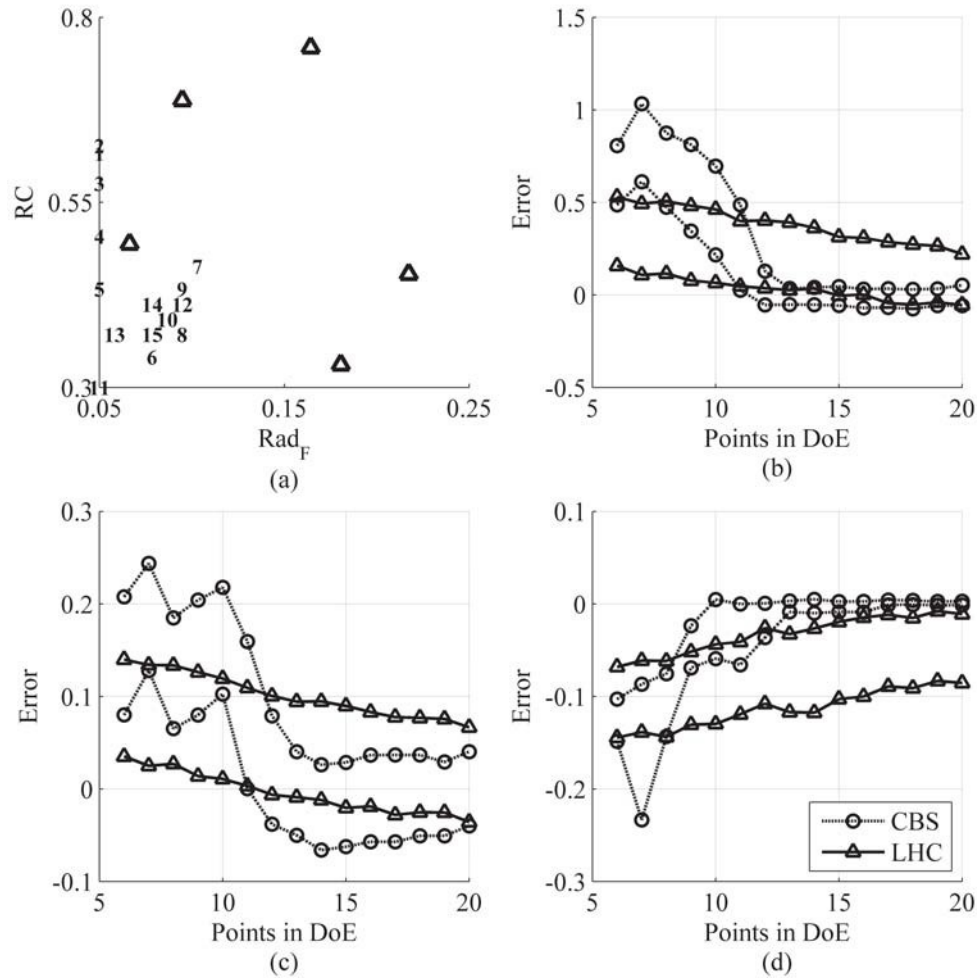 0.8
RC
0.55
0.3
2
1
3
4
7
5
9
14 12
10
13 15 8
6
11
0.05 0.15 0.25
Rad_F
(a)
1.5
1
Error
0.5
0
-0.5
5 10 15 20
Points in DoE
(b)
0.3
0.2
Error
0.1
0
-0.1
5 10 15 20
Points in DoE
(c)
0.1
0
Error
-0.1
-0.2
-0.3
CBS
LHC
5 10 15 20
Points in DoE
(d)